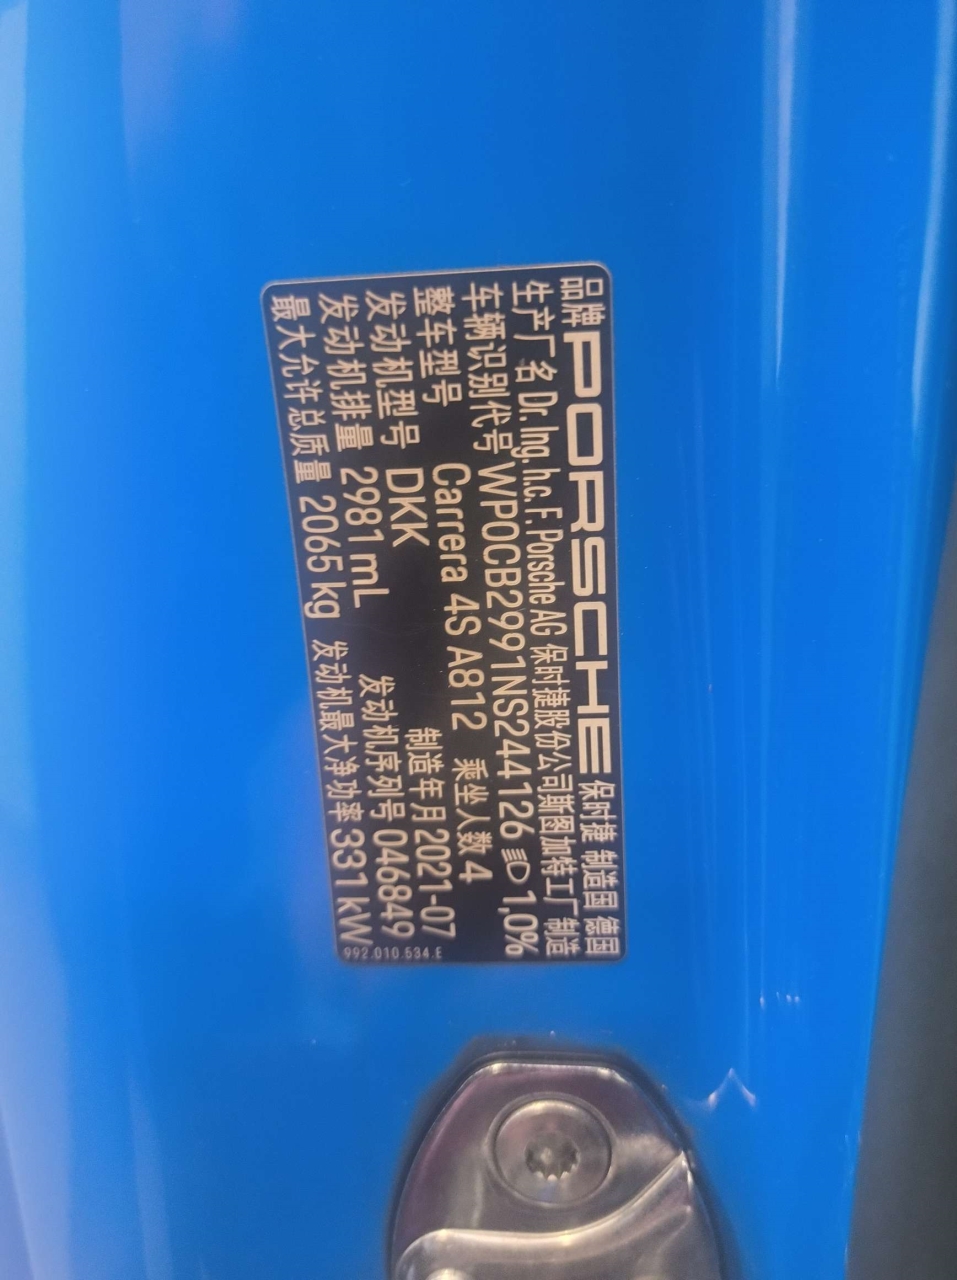 品牌 PORSCHE 保时捷 制造国 德国
生产厂名 Dr. Ing. h.c. F. Porsche AG 保时捷股份公司斯图加特工厂 制造
车辆识别代号 WP0CB2991NS244126 1,0%
整车型号 Carrera 4S A812 乘坐人数 4
发动机型号 DKK 制造年月 2021-07
发动机排量 2981 mL 发动机序列号 046849
最大允许总质量 2065 kg 发动机最大净功率 331 kW
992.010.534.E